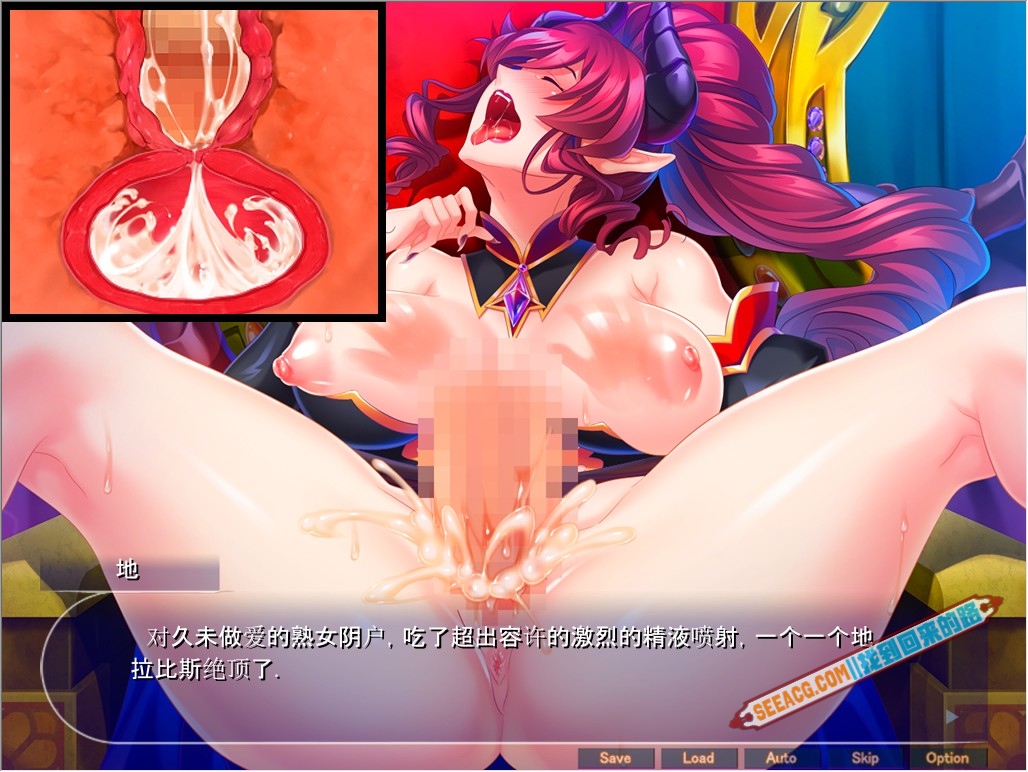 地
对久未做爱的熟女阴户, 吃了超出容许的激烈的精液喷射, 一个一个地
拉比斯绝顶了.
SEEACG.COM||找到回来的路
Save Load Auto Skip Option